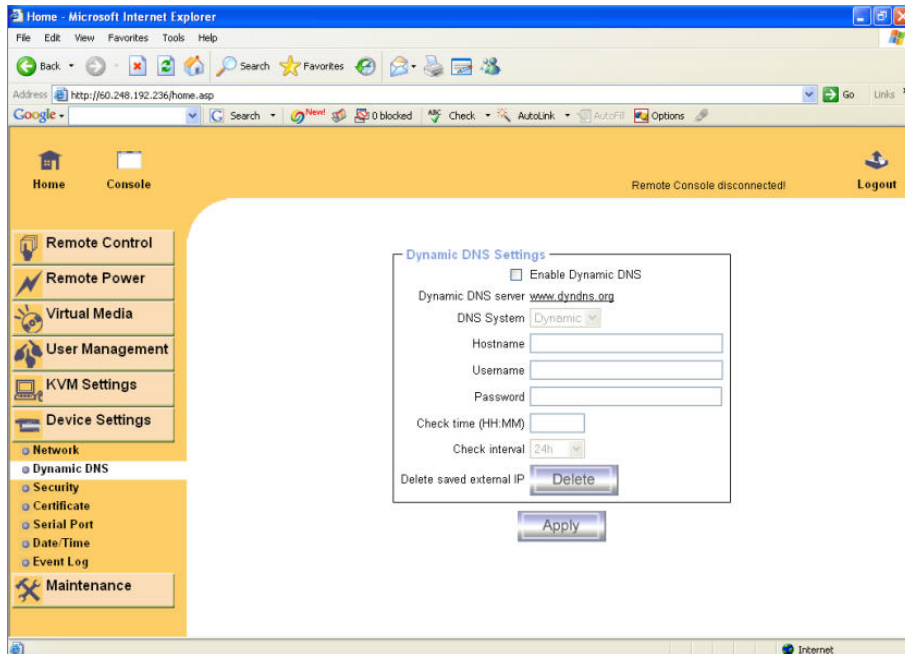 Home - Microsoft Internet Explorer
File Edit View Favorites Tools Help
Back Search Favorites
Address http://60.248.192.236/home.asp Go Links
Google Search New! 0 blocked ABC Check AutoLink AutoFill Options
Home Console Remote Console disconnected! Logout
Remote Control
Remote Power
Virtual Media
User Management
KVM Settings
Device Settings
Network
Dynamic DNS
Security
Certificate
Serial Port
Date/Time
Event Log
Maintenance
Dynamic DNS Settings
Enable Dynamic DNS
Dynamic DNS server www.dyndns.org
DNS System Dynamic
Hostname
Username
Password
Check time (HH:MM)
Check interval 24h
Delete saved external IP Delete
Apply
Internet